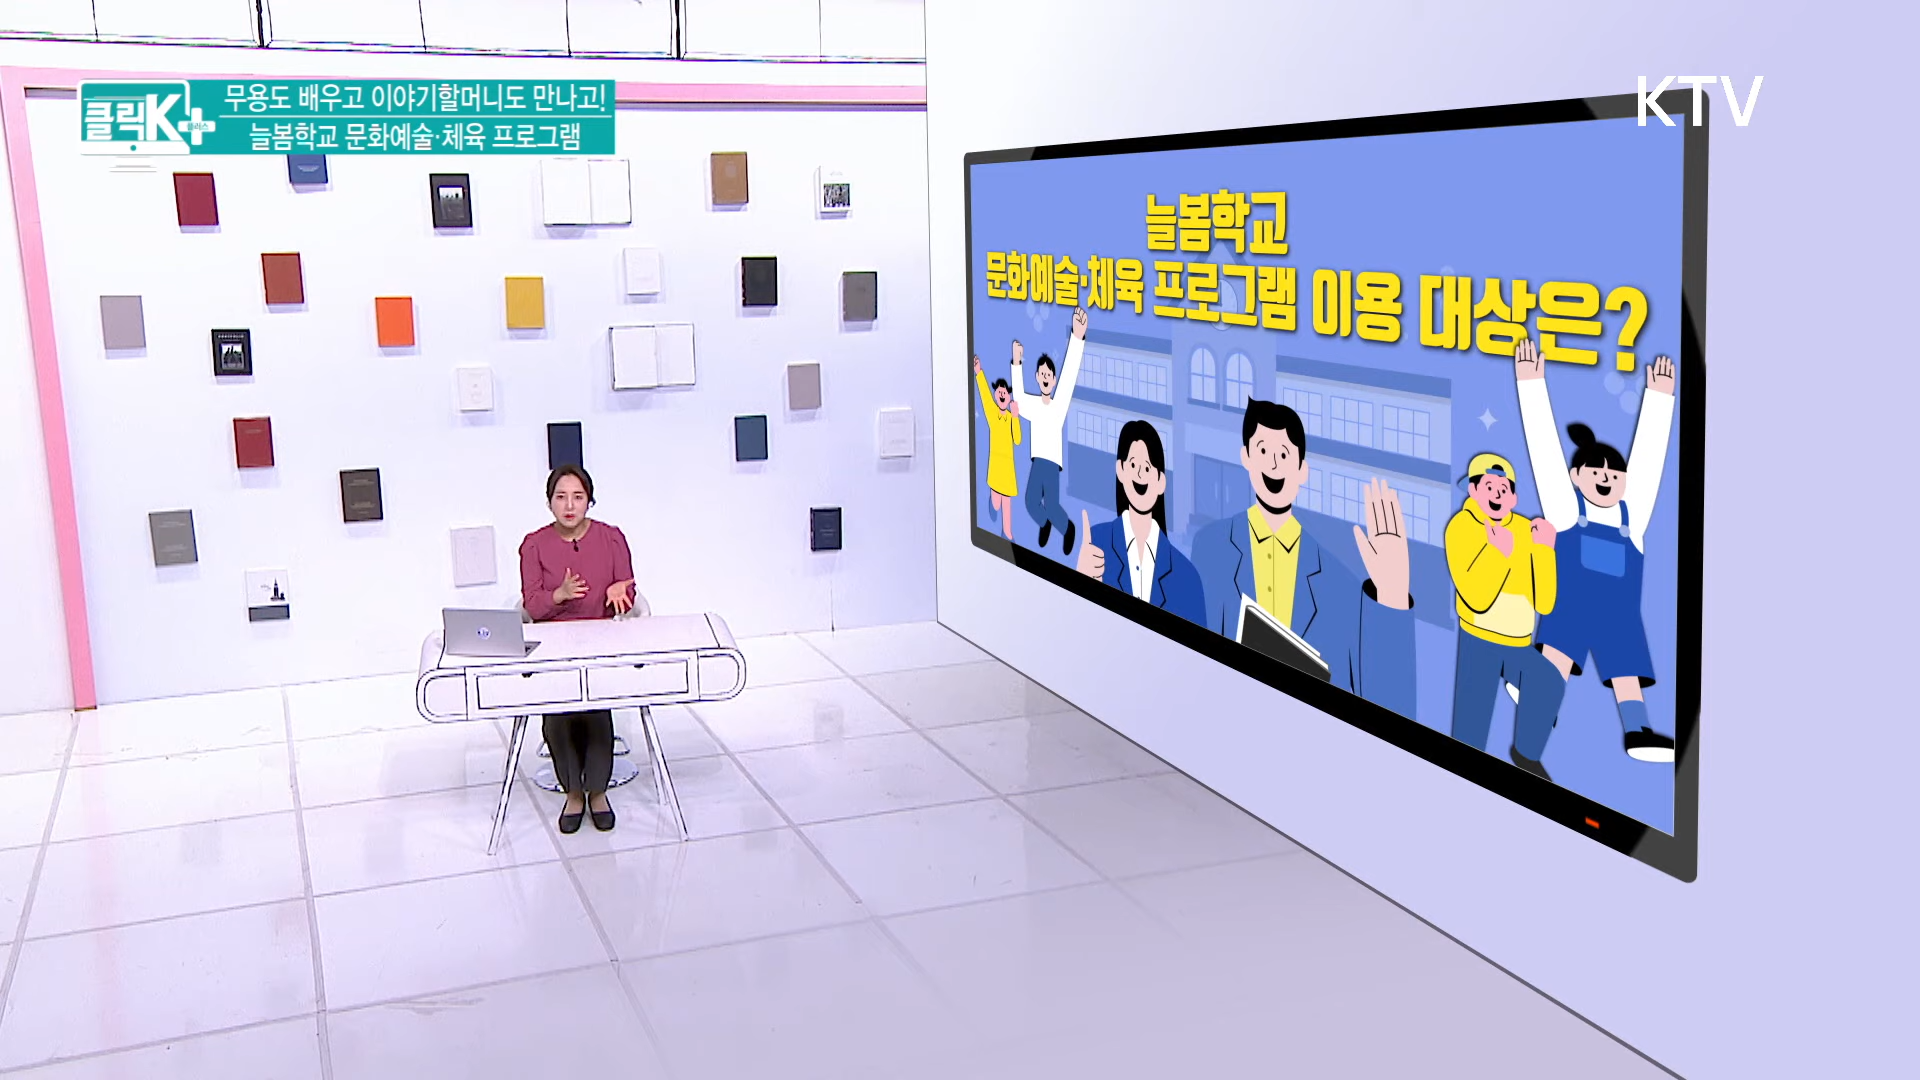 클릭K+
플러스
무용도 배우고 이야기할머니도 만나고!
늘봄학교 문화예술·체육 프로그램
KTV
늘봄학교
문화예술·체육 프로그램 이용 대상은?